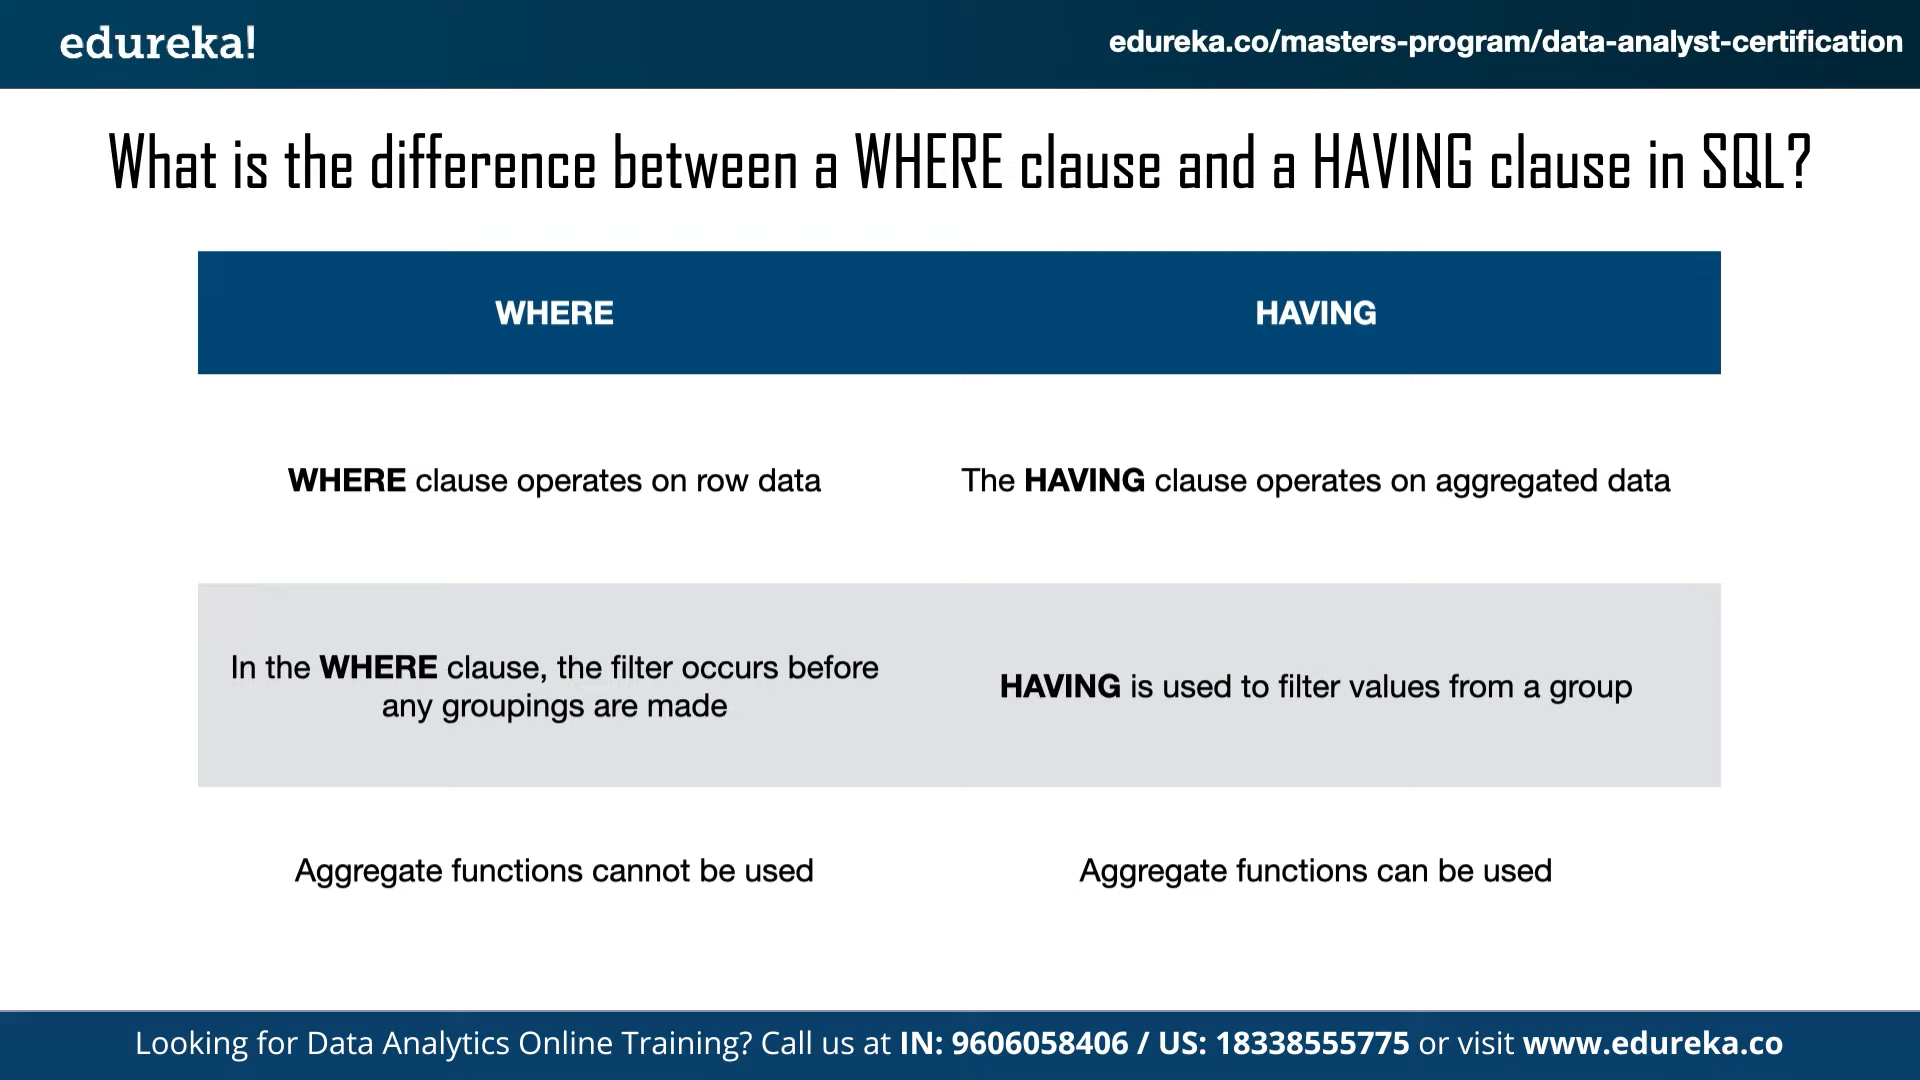 edureka!
edureka.co/masters-program/data-analyst-certification
What is the difference between a WHERE clause and a HAVING clause in SQL?
WHERE
HAVING
WHERE clause operates on row data
The HAVING clause operates on aggregated data
In the WHERE clause, the filter occurs before
any groupings are made
HAVING is used to filter values from a group
Aggregate functions cannot be used
Aggregate functions can be used
Looking for Data Analytics Online Training? Call us at IN: 9606058406 / US: 18338555775 or visit www.edureka.co